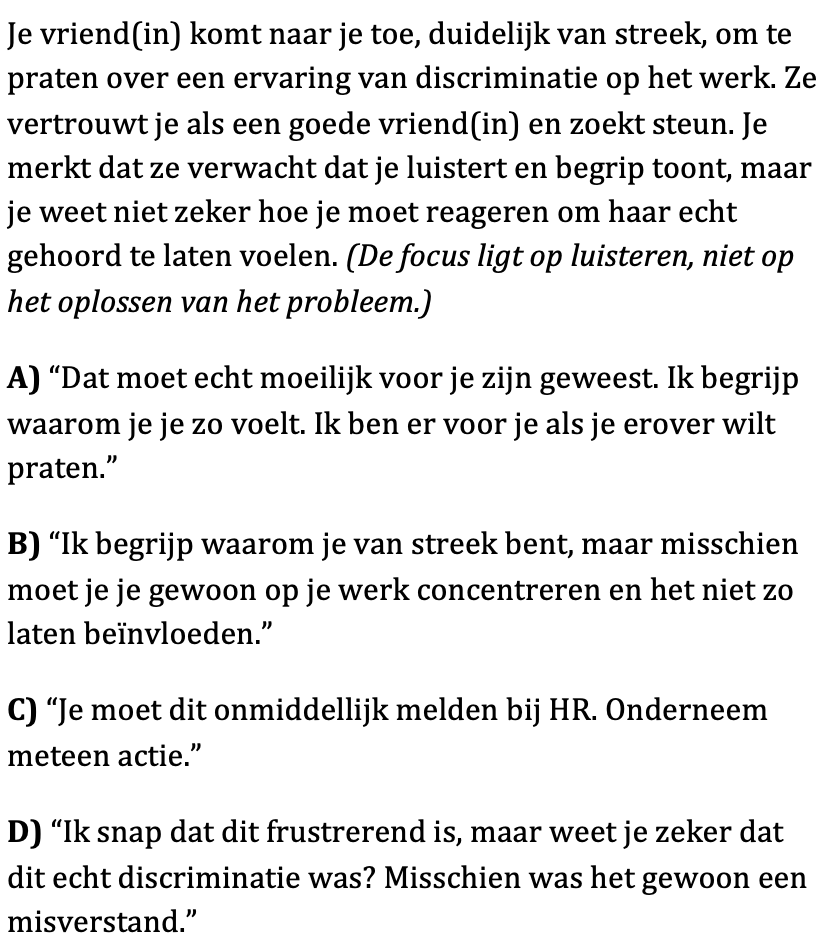 Je vriend(in) komt naar je toe, duidelijk van streek, om te
praten over een ervaring van discriminatie op het werk. Ze
vertrouwt je als een goede vriend(in) en zoekt steun. Je
merkt dat ze verwacht dat je luistert en begrip toont, maar
je weet niet zeker hoe je moet reageren om haar echt
gehoord te laten voelen. (De focus ligt op luisteren, niet op
het oplossen van het probleem.)
A) “Dat moet echt moeilijk voor je zijn geweest. Ik begrijp
waarom je je zo voelt. Ik ben er voor je als je erover wilt
praten.”
B) “Ik begrijp waarom je van streek bent, maar misschien
moet je je gewoon op je werk concentreren en het niet zo
laten beïnvloeden.”
C) “Je moet dit onmiddellijk melden bij HR. Onderneem
meteen actie.”
D) “Ik snap dat dit frustrerend is, maar weet je zeker dat
dit echt discriminatie was? Misschien was het gewoon een
misverstand.”